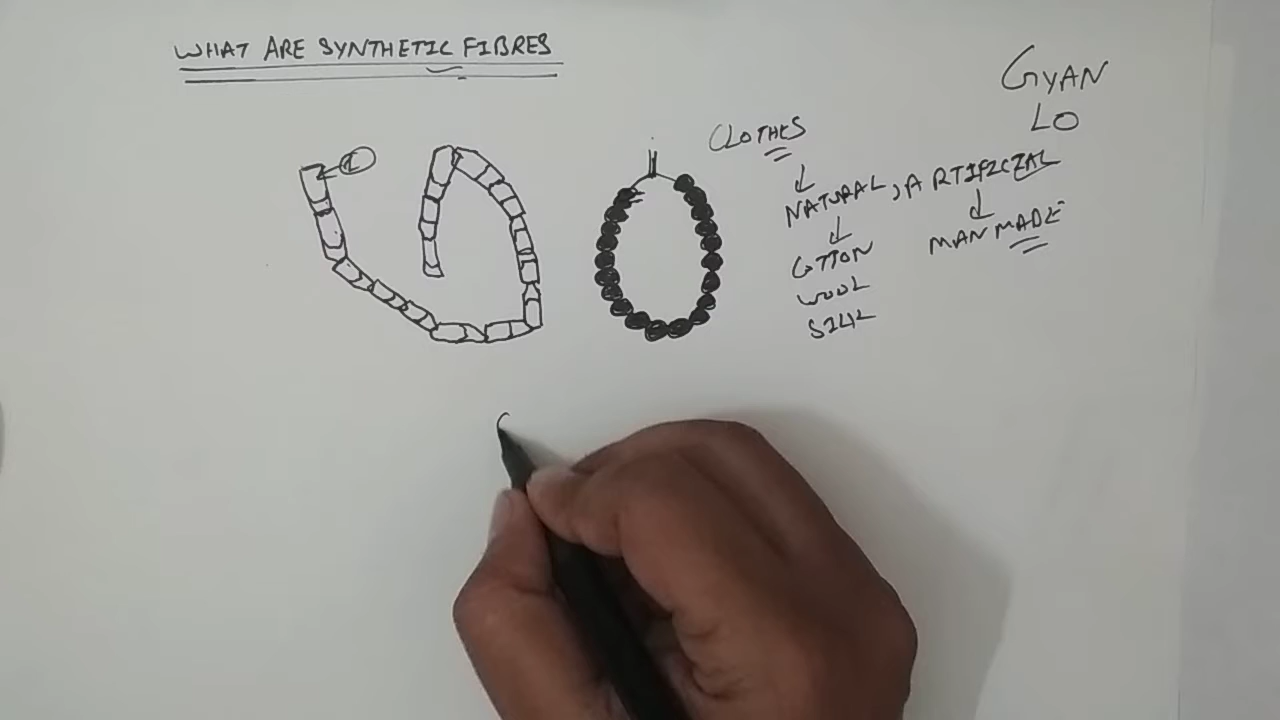 WHAT ARE SYNTHETIC FIBRES
GYAN
LO
CLOTHES
NATURAL, ARTIFICIAL
MAN MADE
COTTON
WOOL
SILK